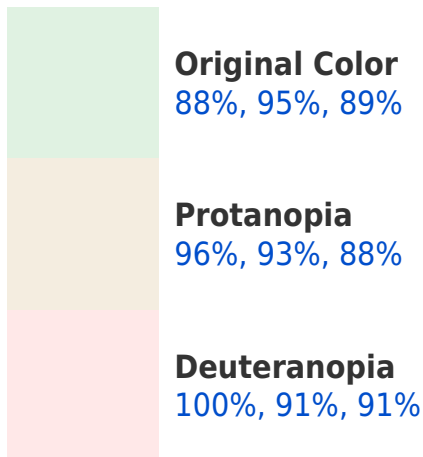 Original Color
88%, 95%, 89%
Protanopia
96%, 93%, 88%
Deuteranopia
100%, 91%, 91%